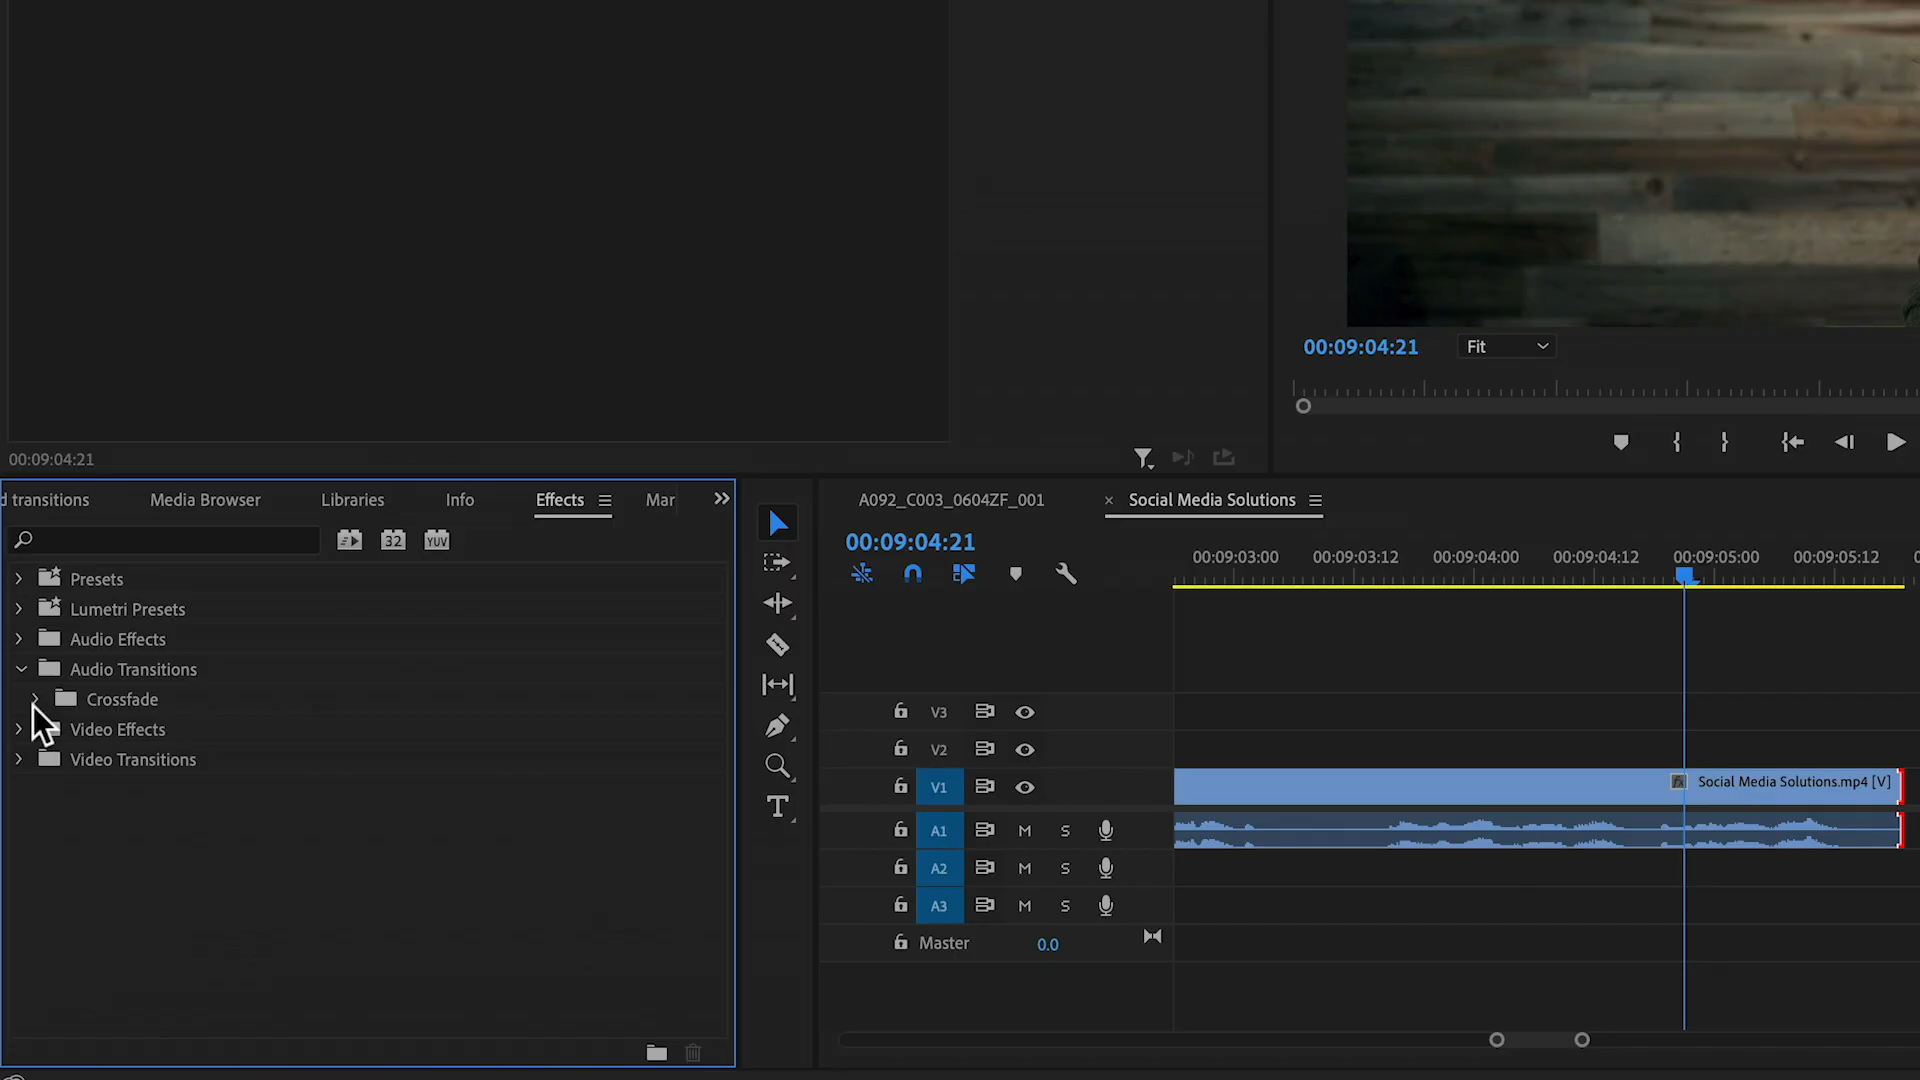 00:09:04:21
Fit
00:09:04:21
d transitions
Media Browser
Libraries
Info
Effects
Mar
32
YUV
Presets
Lumetri Presets
Audio Effects
Audio Transitions
Crossfade
Video Effects
Video Transitions
A092_C003_0604ZF_001
× Social Media Solutions
00:09:04:21
00:09:03:00
00:09:03:12
00:09:04:00
00:09:04:12
00:09:05:00
00:09:05:12
V3
V2
V1
fx Social Media Solutions.mp4 [V]
A1 M S
A2 M S
A3 M S
Master 0.0